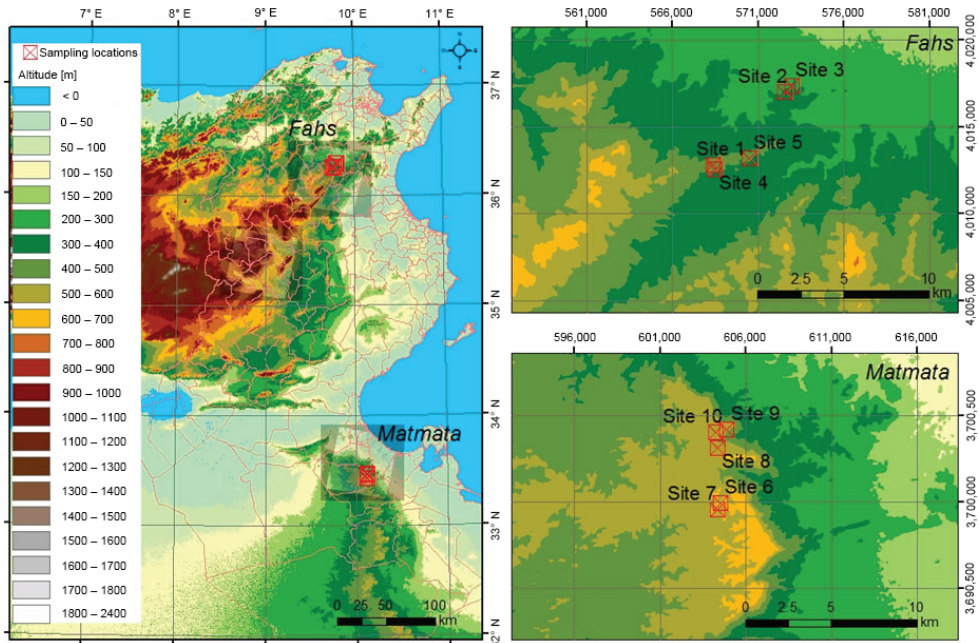 7° 8° 9° 10° 11°
Sampling locations
Altitude [m]
< 0
0 – 50
50 – 100
100 – 150
150 – 200
200 – 300
300 – 400
400 – 500
500 – 600
600 – 700
700 – 800
800 – 900
900 – 1000
1000 – 1100
1100 – 1200
1200 – 1300
1300 – 1400
1400 – 1500
1500 – 1600
1600 – 1700
1700 – 1800
1800 – 2400
Fahs
Matmata
37° N
36° N
35° N
34° N
33° N
2° N
0 25 50 100
km
7° 8° 9° 10° 11°
561,000 566,000 571,000 576,000 581,000
Fahs
Site 2 Site 3
Site 1 Site 5
Site 4
4,020,000
4,015,000
4,010,000
4,005,000
0 2.5 5 10
km
596,000 601,000 606,000 611,000 616,000
Matmata
Site 10 Site 9
Site 8
Site 7 Site 6
3,700,500
3,700,000
3,690,500
0 2.5 5 10
km